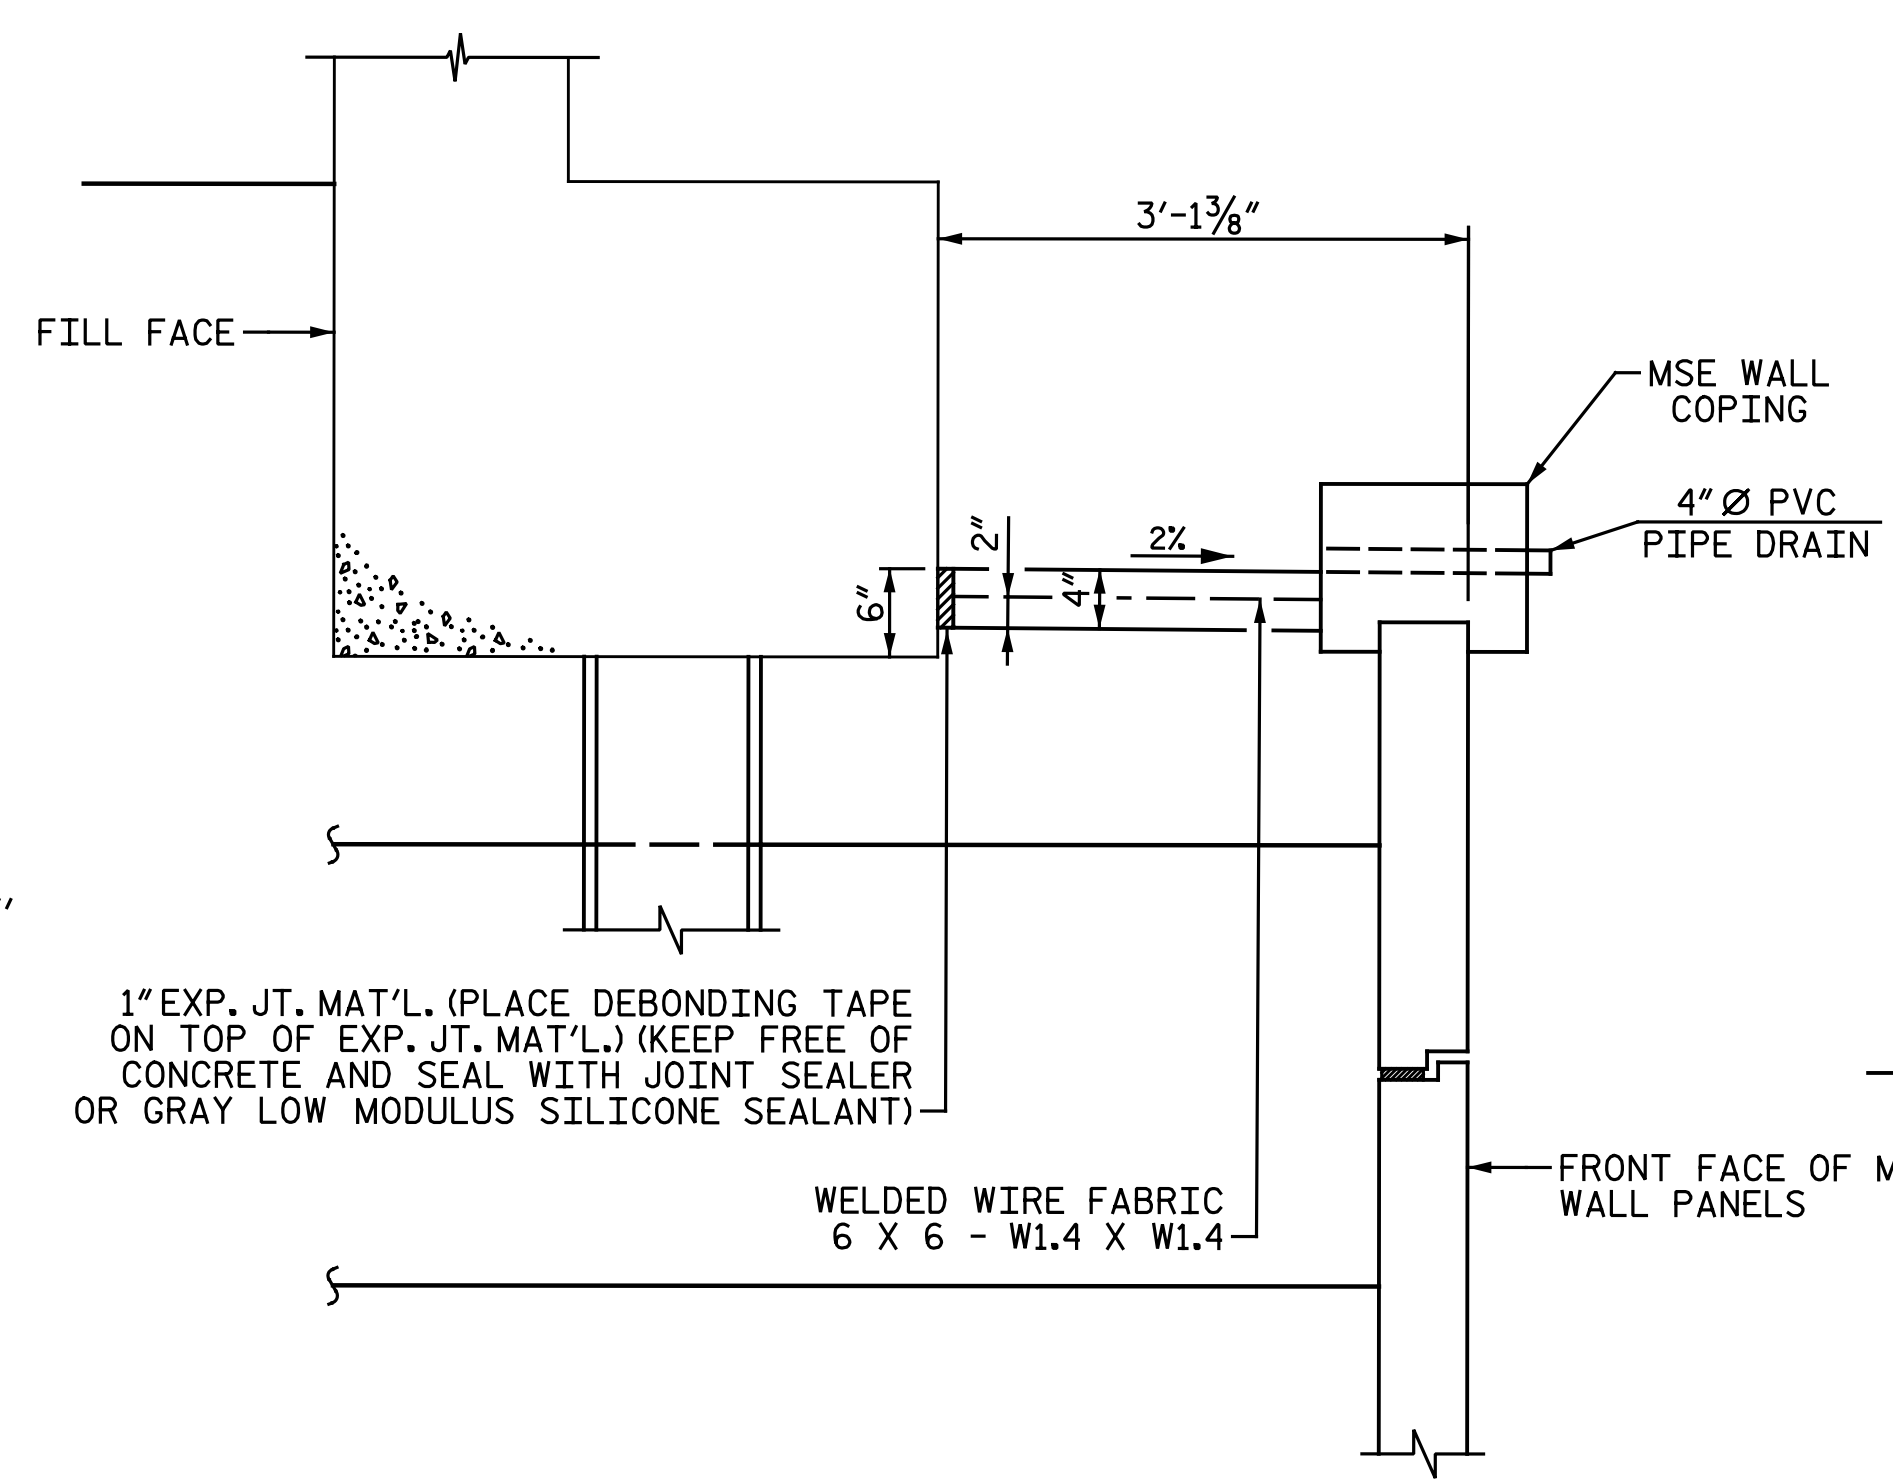 3'-1 3/8"
FILL FACE
MSE WALL
COPING
4" Ø PVC
PIPE DRAIN
2"
2%
6"
4"
1" EXP. JT. MAT'L. (PLACE DEBONDING TAPE
ON TOP OF EXP. JT. MAT'L.) (KEEP FREE OF
CONCRETE AND SEAL WITH JOINT SEALER
OR GRAY LOW MODULUS SILICONE SEALANT)
FRONT FACE OF M
WALL PANELS
WELDED WIRE FABRIC
6 X 6 - W1.4 X W1.4